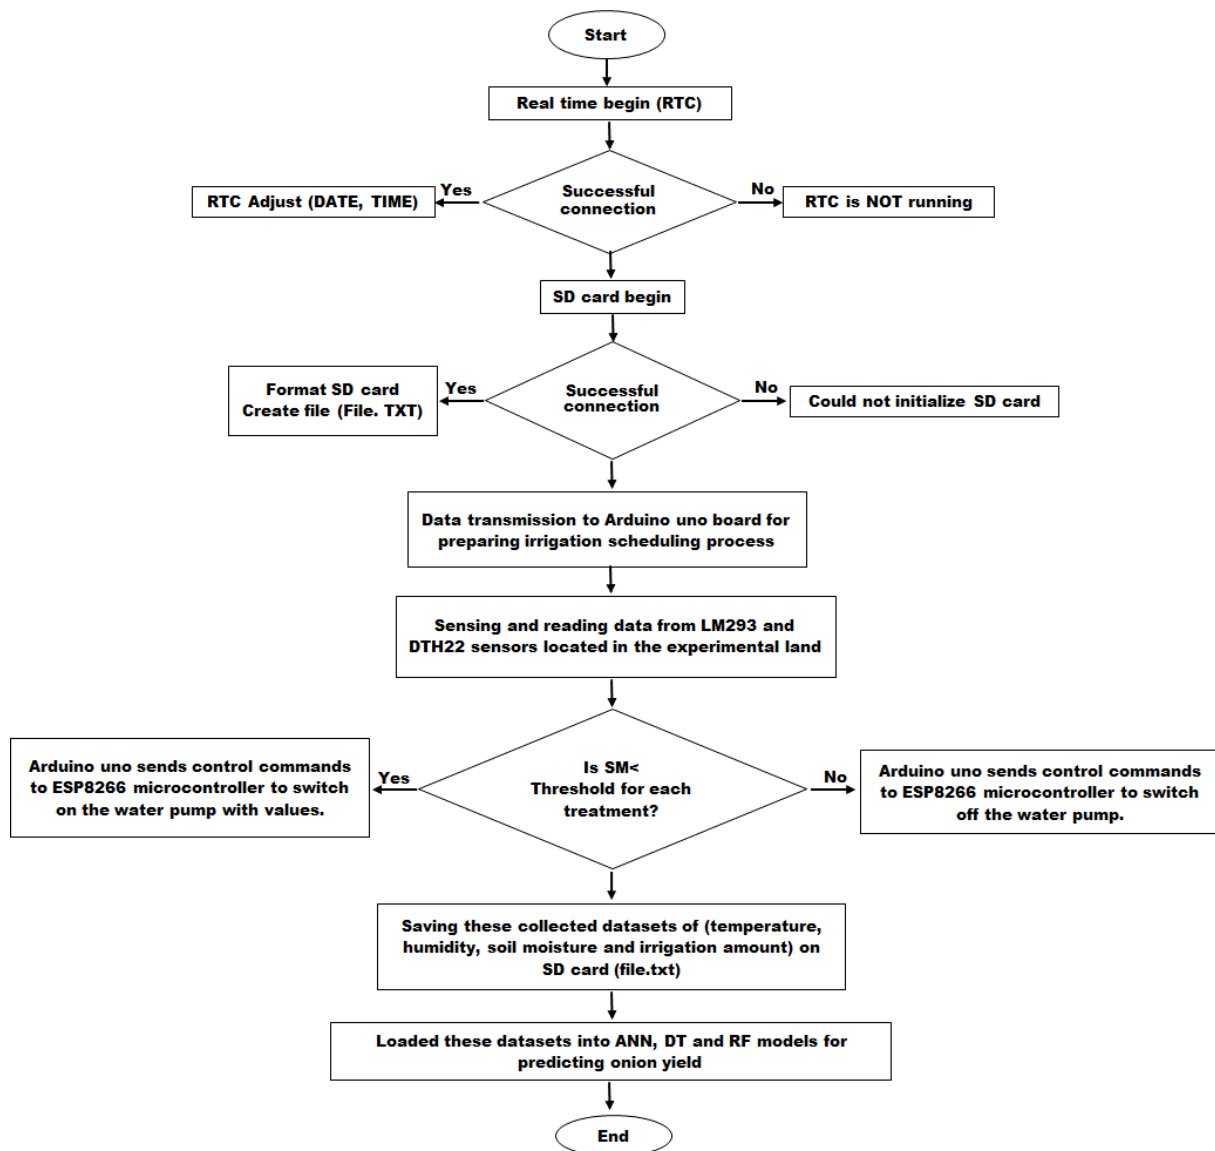 Start
Real time begin (RTC)
Successful
connection
Yes
RTC Adjust (DATE, TIME)
No
RTC is NOT running
SD card begin
Successful
connection
Yes
Format SD card
Create file (File. TXT)
No
Could not initialize SD card
Data transmission to Arduino uno board for
preparing irrigation scheduling process
Sensing and reading data from LM293 and
DTH22 sensors located in the experimental land
Is SM<
Threshold for each
treatment?
Yes
Arduino uno sends control commands
to ESP8266 microcontroller to switch
on the water pump with values.
No
Arduino uno sends control commands
to ESP8266 microcontroller to switch
off the water pump.
Saving these collected datasets of (temperature,
humidity, soil moisture and irrigation amount) on
SD card (file.txt)
Loaded these datasets into ANN, DT and RF models for
predicting onion yield
End